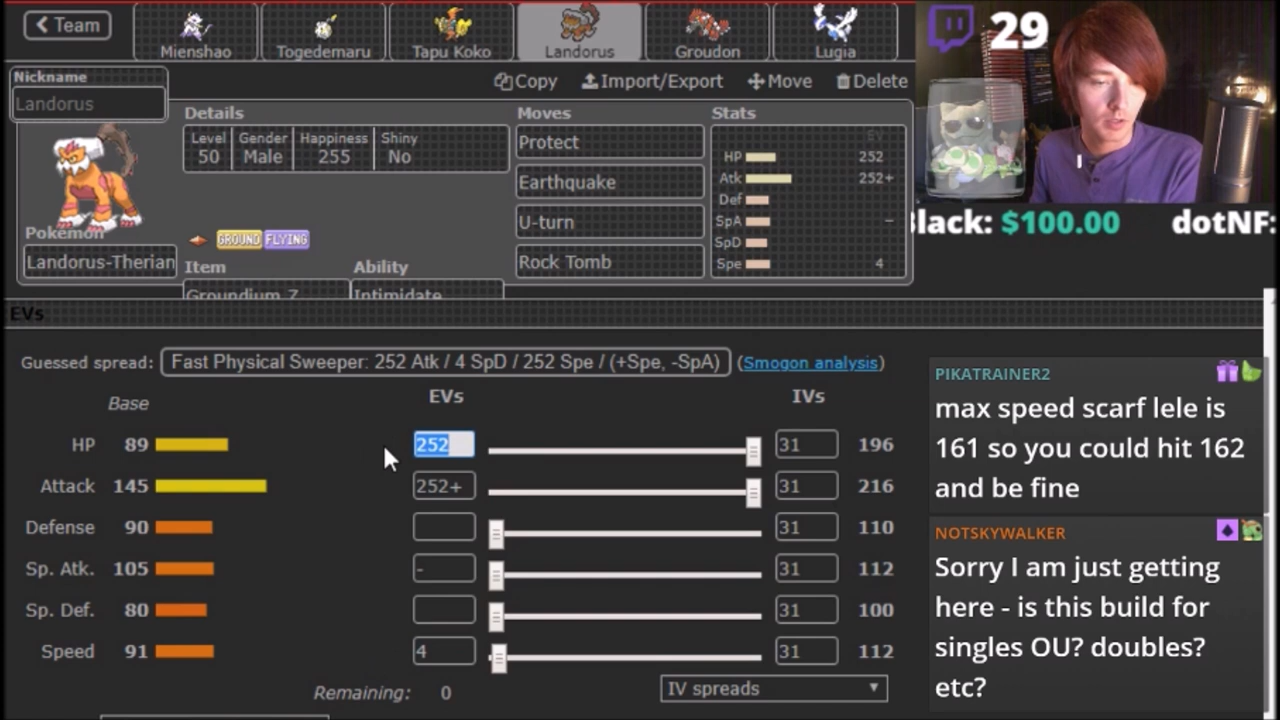 Team
Mienshao
Togedemaru
Tapu Koko
Landorus
Groudon
Lugia
29
Nickname
Landorus
Copy
Import/Export
Move
Delete
Details
Level
50
Gender
Male
Happiness
255
Shiny
No
Moves
Protect
Earthquake
U-turn
Rock Tomb
Stats
EV
HP 252
Atk 252+
Def
SpA −
SpD
Spe 4
Pokémon
Landorus-Therian
GROUND FLYING
Item
Groundium Z
Ability
Intimidate
Black: $100.00 dotNF:
EVs
Guessed spread: Fast Physical Sweeper: 252 Atk / 4 SpD / 252 Spe / (+Spe, -SpA) (Smogon analysis)
Base EVs IVs
HP 89 252 31 196
Attack 145 252+ 31 216
Defense 90 31 110
Sp. Atk. 105 - 31 112
Sp. Def. 80 31 100
Speed 91 4 31 112
Remaining: 0
IV spreads
PIKATRAINER2
max speed scarf lele is
161 so you could hit 162
and be fine
NOTSKYWALKER
Sorry I am just getting
here - is this build for
singles OU? doubles?
etc?